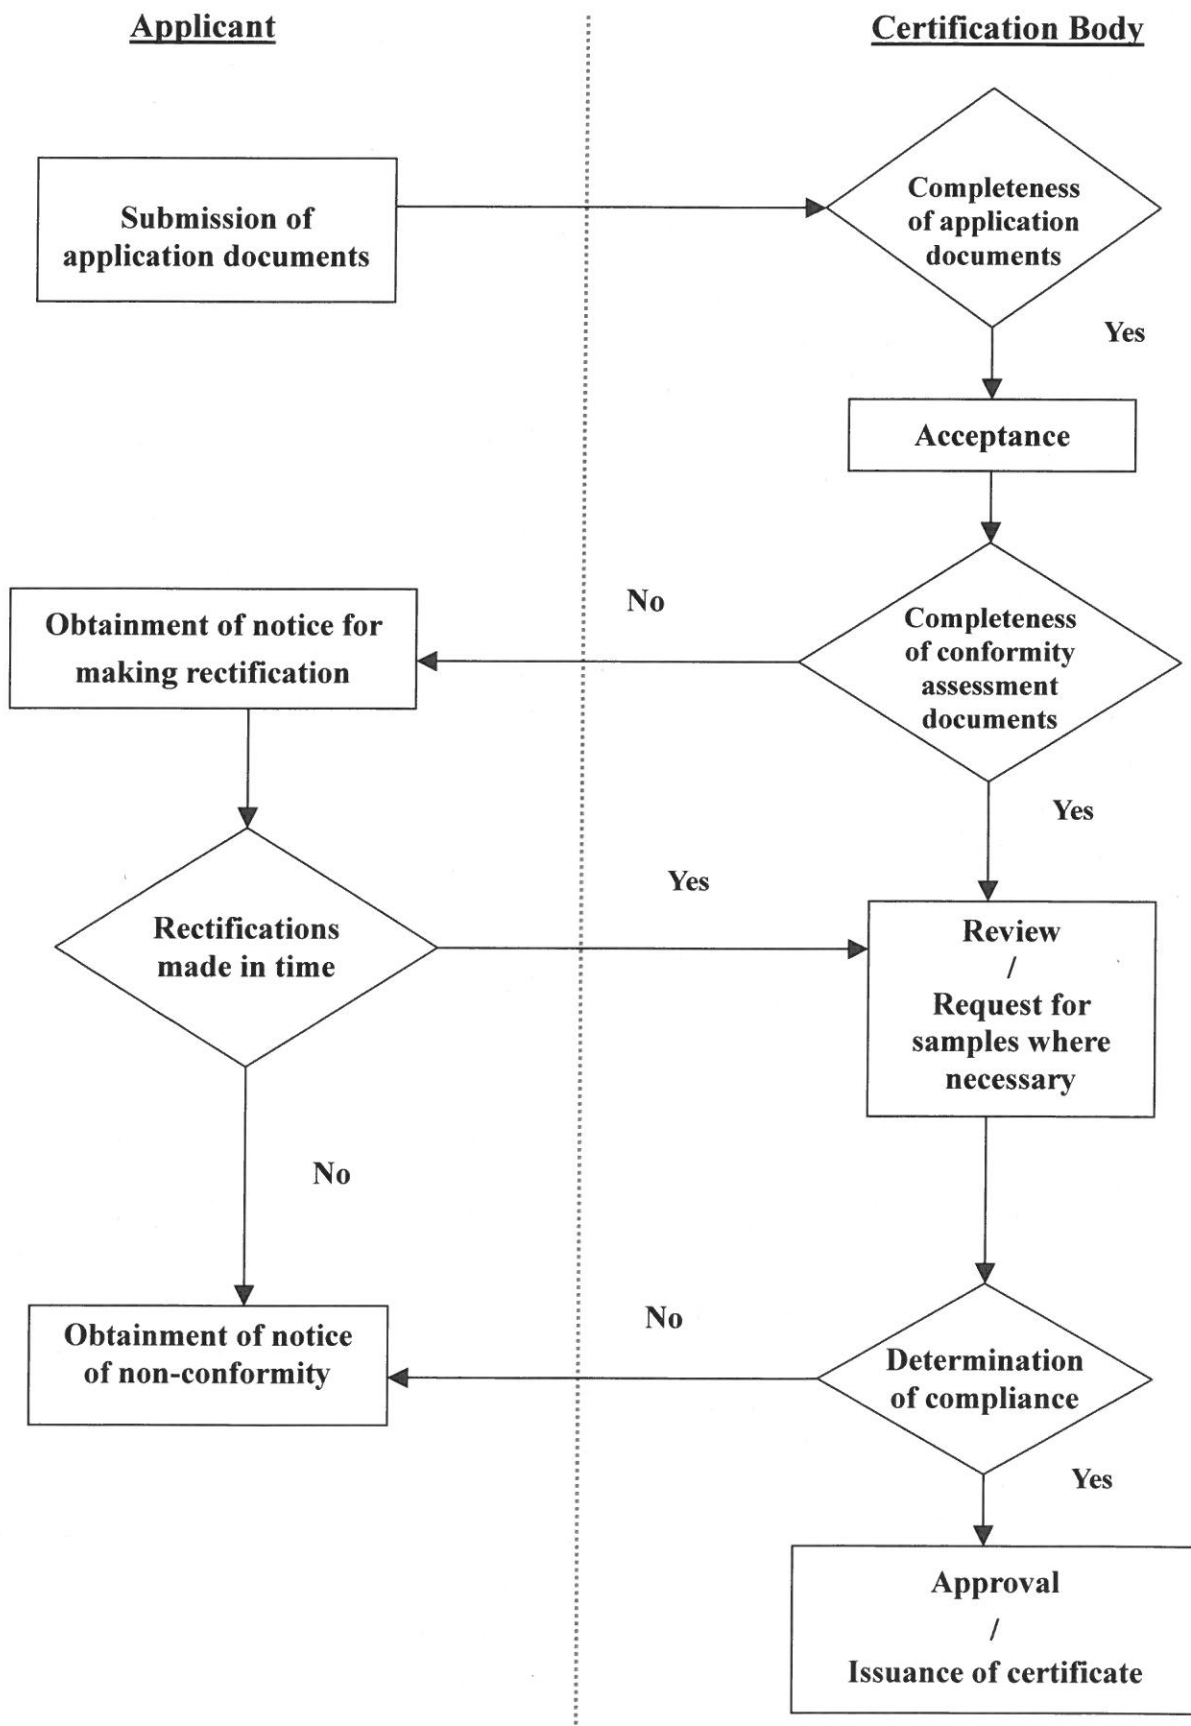 Applicant
Certification Body
Submission of
application documents
Completeness
of application
documents
Yes
Acceptance
No
Obtainment of notice for
making rectification
Completeness
of conformity
assessment
documents
Yes
Rectifications
made in time
Yes
Review
/
Request for
samples where
necessary
No
Obtainment of notice
of non-conformity
No
Determination
of compliance
Yes
Approval
/
Issuance of certificate